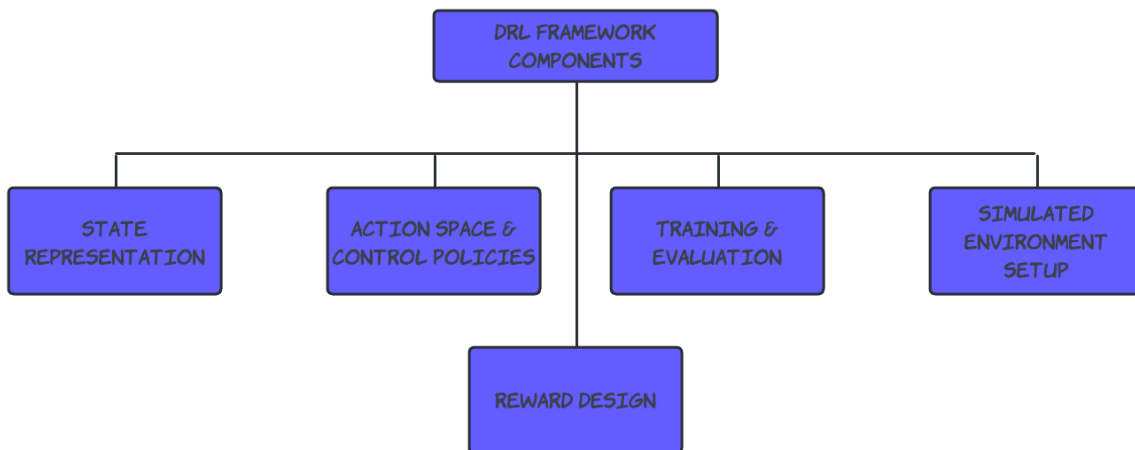 DRL FRAMEWORK
COMPONENTS
STATE
REPRESENTATION
ACTION SPACE &
CONTROL POLICIES
TRAINING &
EVALUATION
SIMULATED
ENVIRONMENT
SETUP
REWARD DESIGN